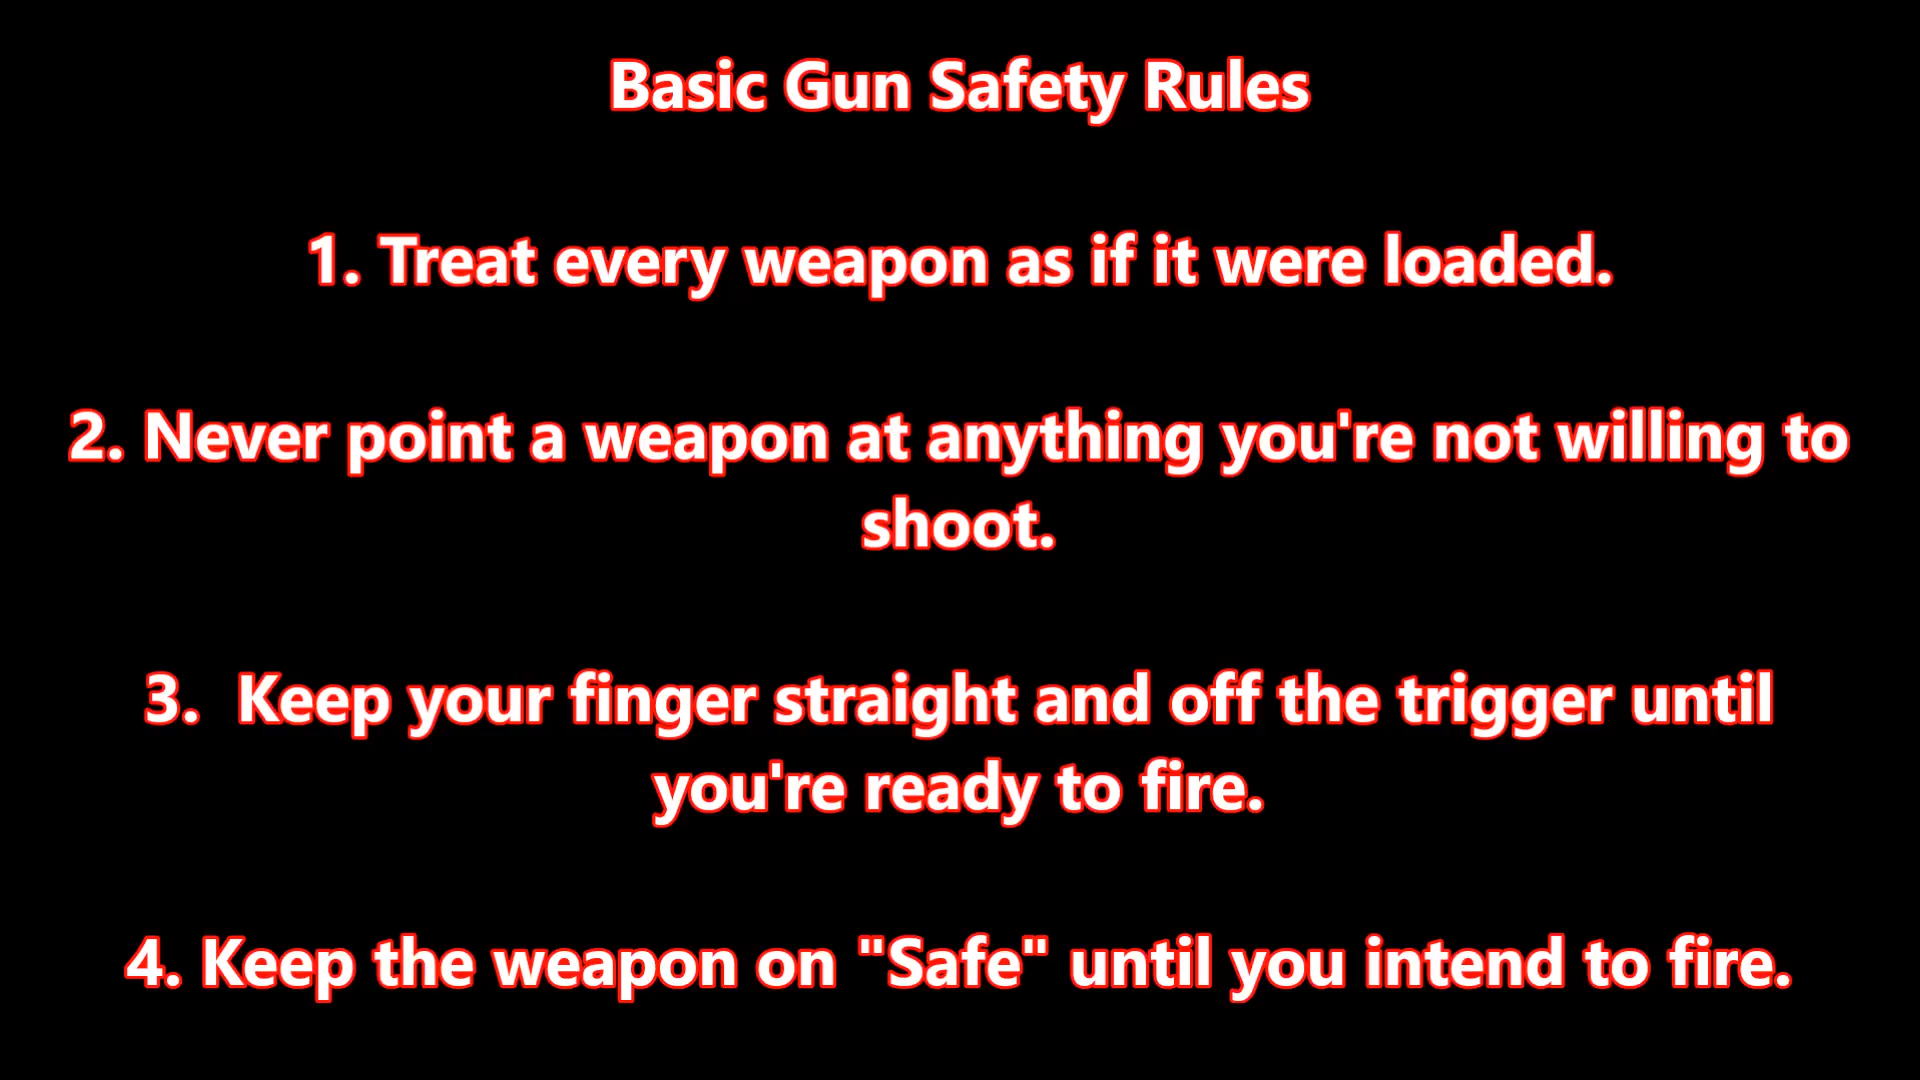 Basic Gun Safety Rules
1. Treat every weapon as if it were loaded.
2. Never point a weapon at anything you're not willing to
shoot.
3.  Keep your finger straight and off the trigger until
you're ready to fire.
4. Keep the weapon on "Safe" until you intend to fire.